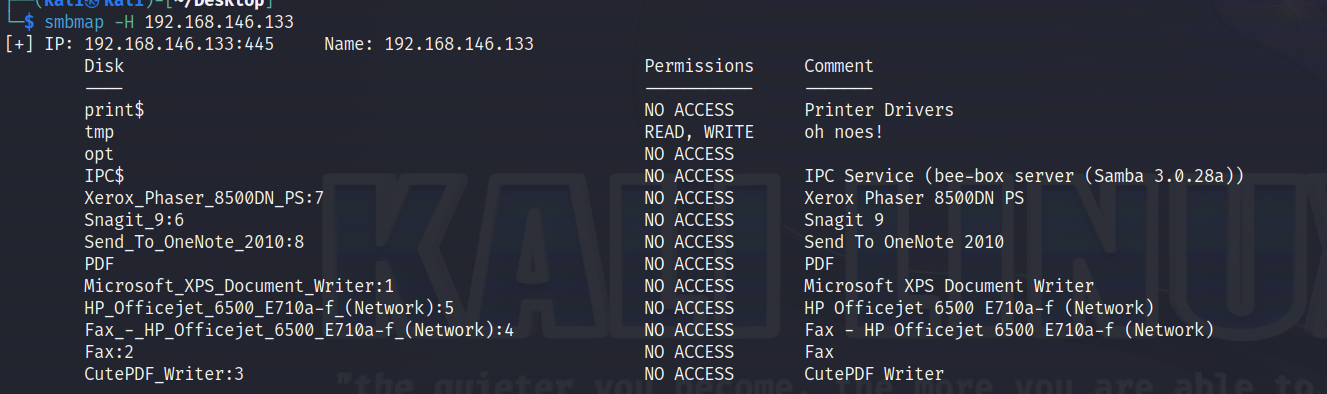 (kali㉿kali)-[~/Desktop]
└─$ smbmap -H 192.168.146.133
[+] IP: 192.168.146.133:445 Name: 192.168.146.133
Disk Permissions Comment
---- ----------- -------
print$ NO ACCESS Printer Drivers
tmp READ, WRITE oh noes!
opt NO ACCESS
IPC$ NO ACCESS IPC Service (bee-box server (Samba 3.0.28a))
Xerox_Phaser_8500DN_PS:7 NO ACCESS Xerox Phaser 8500DN PS
Snagit_9:6 NO ACCESS Snagit 9
Send_To_OneNote_2010:8 NO ACCESS Send To OneNote 2010
PDF NO ACCESS PDF
Microsoft_XPS_Document_Writer:1 NO ACCESS Microsoft XPS Document Writer
HP_Officejet_6500_E710a-f_(Network):5 NO ACCESS HP Officejet 6500 E710a-f (Network)
Fax_-_HP_Officejet_6500_E710a-f_(Network):4 NO ACCESS Fax - HP Officejet 6500 E710a-f (Network)
Fax:2 NO ACCESS Fax
CutePDF_Writer:3 NO ACCESS CutePDF Writer
KALI LINU
"the quieter you become, the more you are able to